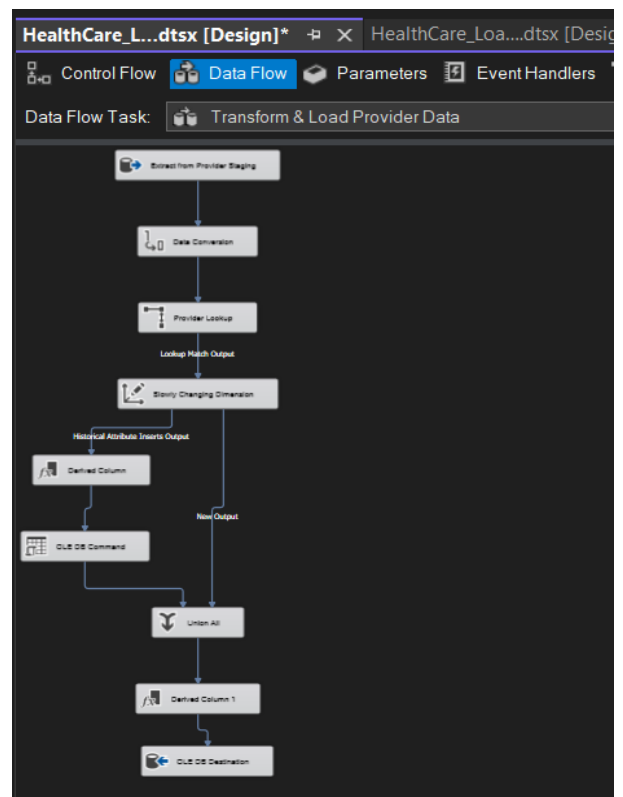 HealthCare_L...dtsx [Design]* HealthCare_Loa....dtsx [Desig
Control Flow Data Flow Parameters Event Handlers
Data Flow Task: Transform & Load Provider Data
Extract from Provider Staging
Data Conversion
Provider Lookup
Lookup Match Output
Slowly Changing Dimension
Historical Attribute Inserts Output
Derived Column
New Output
OLE DB Command
Union All
Derived Column 1
OLE DB Destination